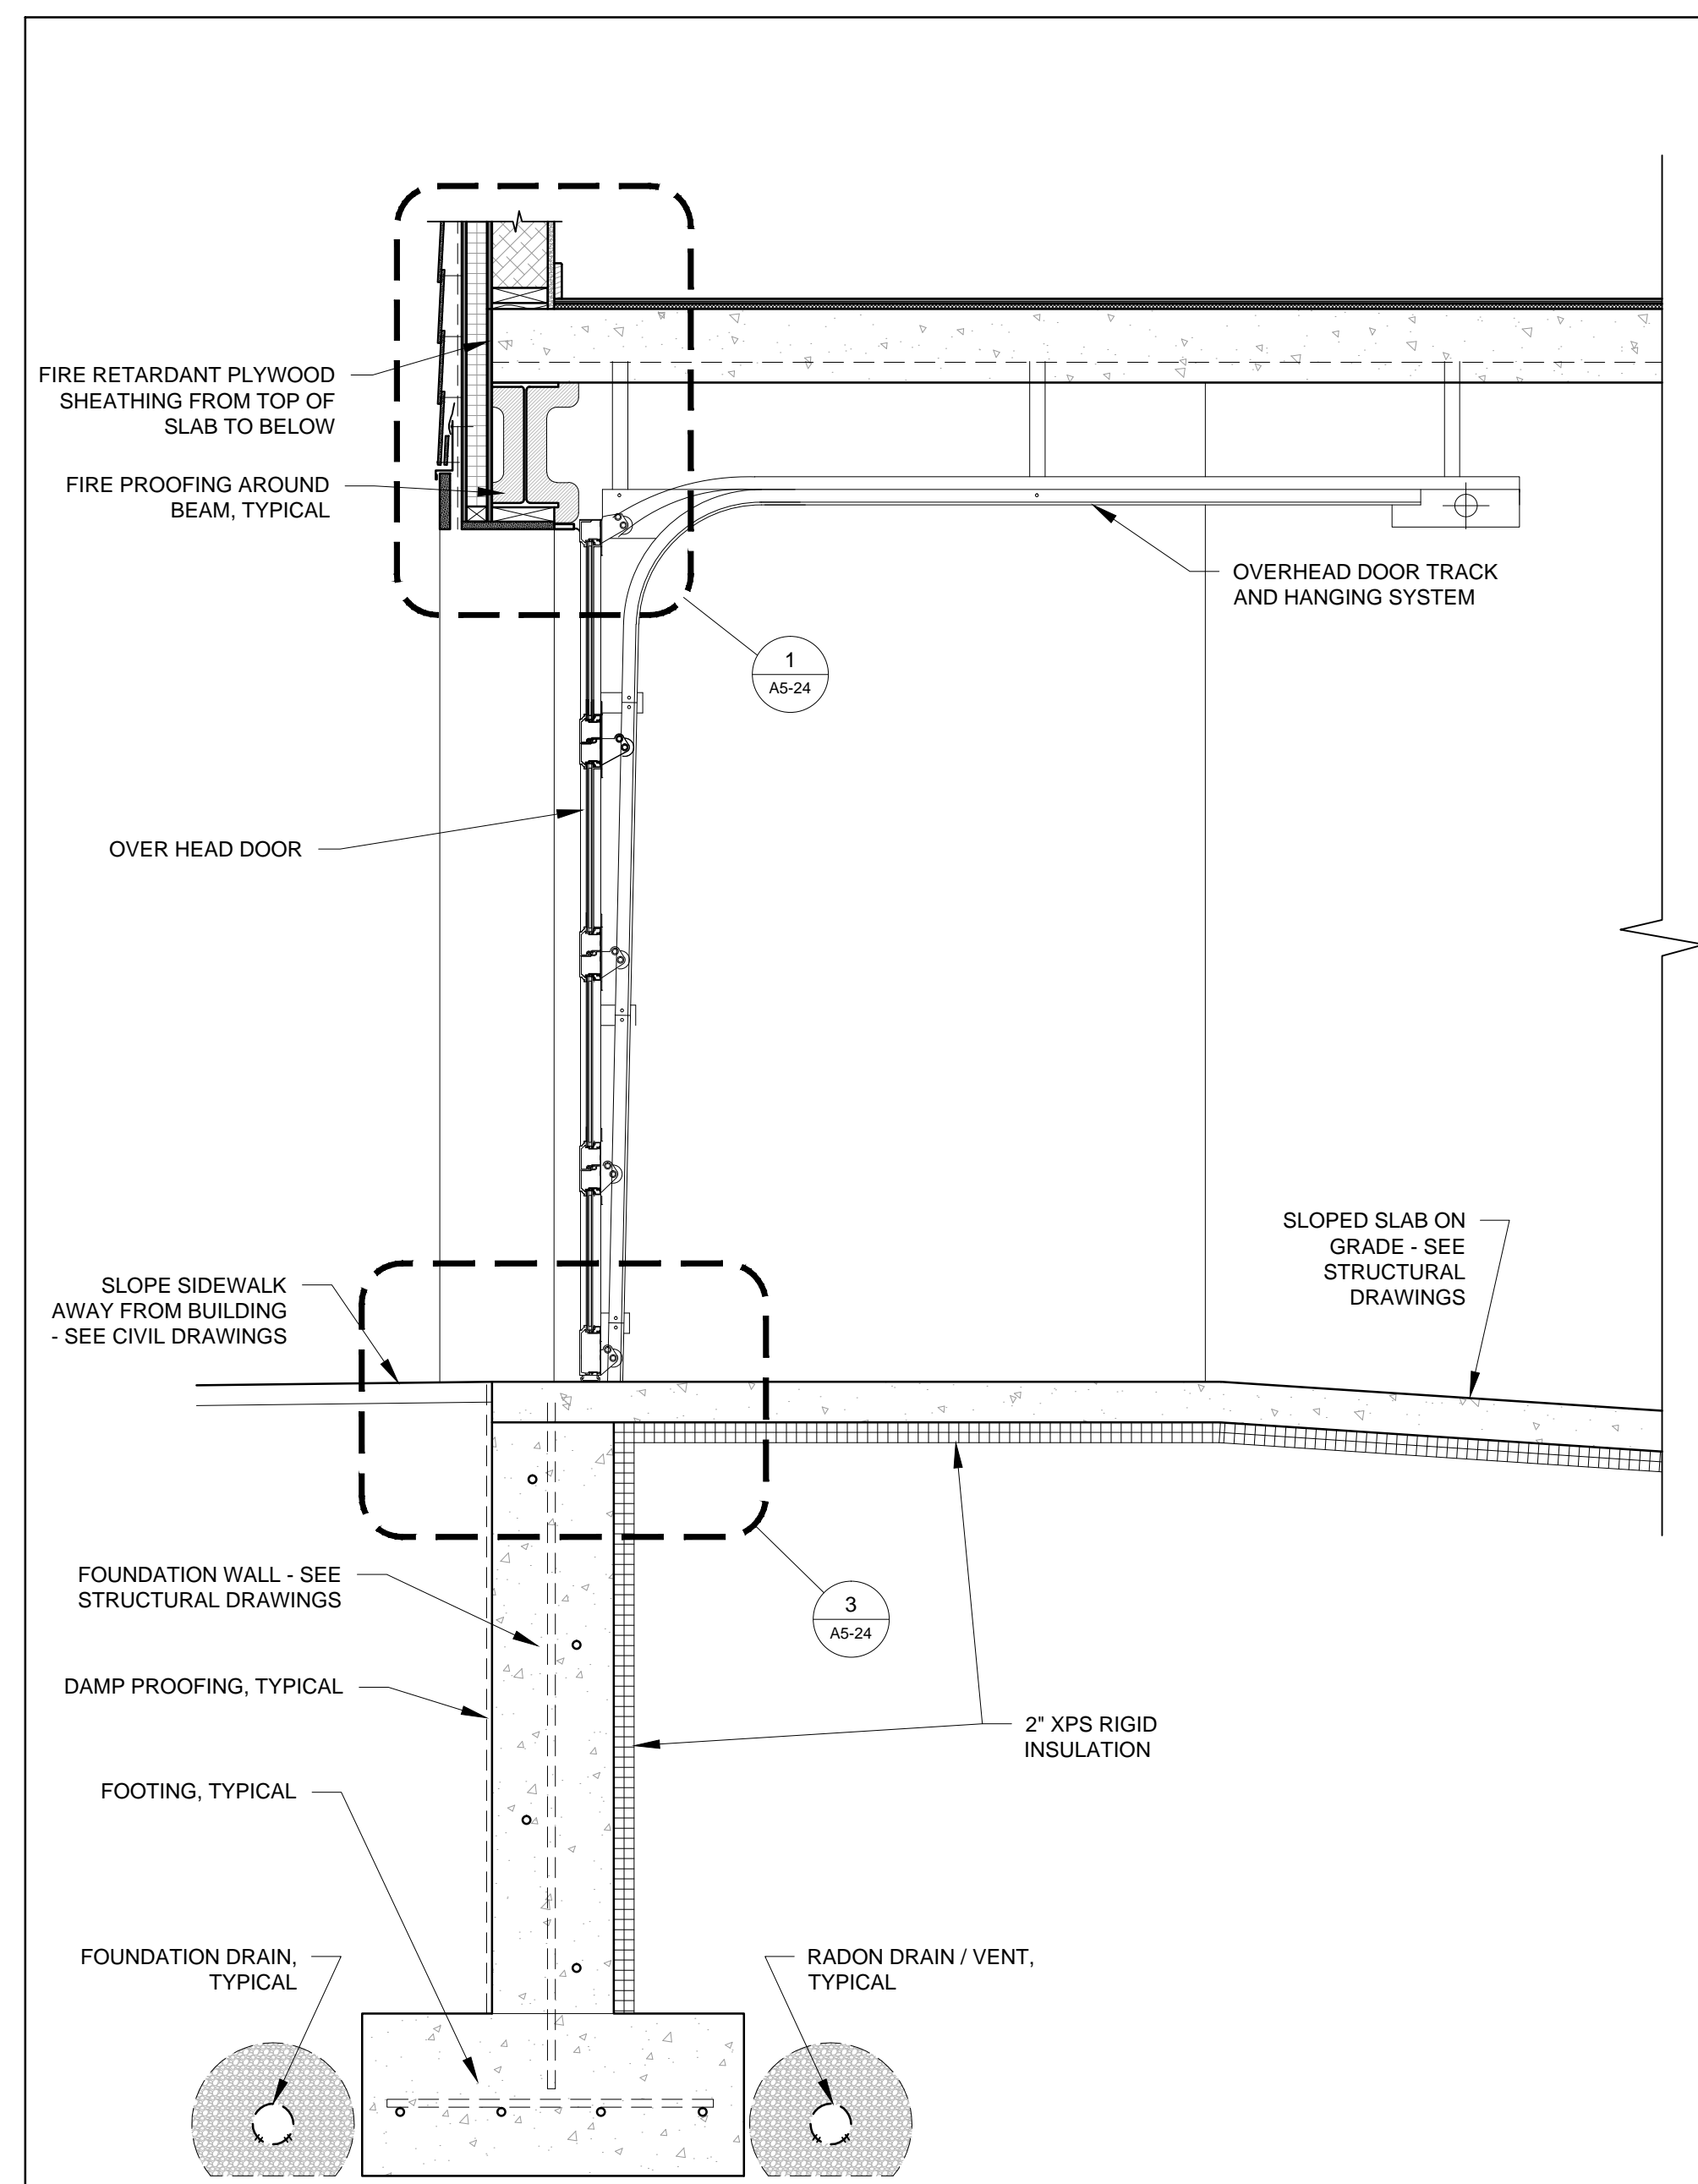 FIRE RETARDANT PLYWOOD
SHEATHING FROM TOP OF
SLAB TO BELOW
FIRE PROOFING AROUND
BEAM, TYPICAL
OVERHEAD DOOR TRACK
AND HANGING SYSTEM
1
A5-24
OVER HEAD DOOR
SLOPED SLAB ON
GRADE - SEE
STRUCTURAL
DRAWINGS
SLOPE SIDEWALK
AWAY FROM BUILDING
- SEE CIVIL DRAWINGS
FOUNDATION WALL - SEE
STRUCTURAL DRAWINGS
3
A5-24
DAMP PROOFING, TYPICAL
2" XPS RIGID
INSULATION
FOOTING, TYPICAL
FOUNDATION DRAIN,
TYPICAL
RADON DRAIN / VENT,
TYPICAL